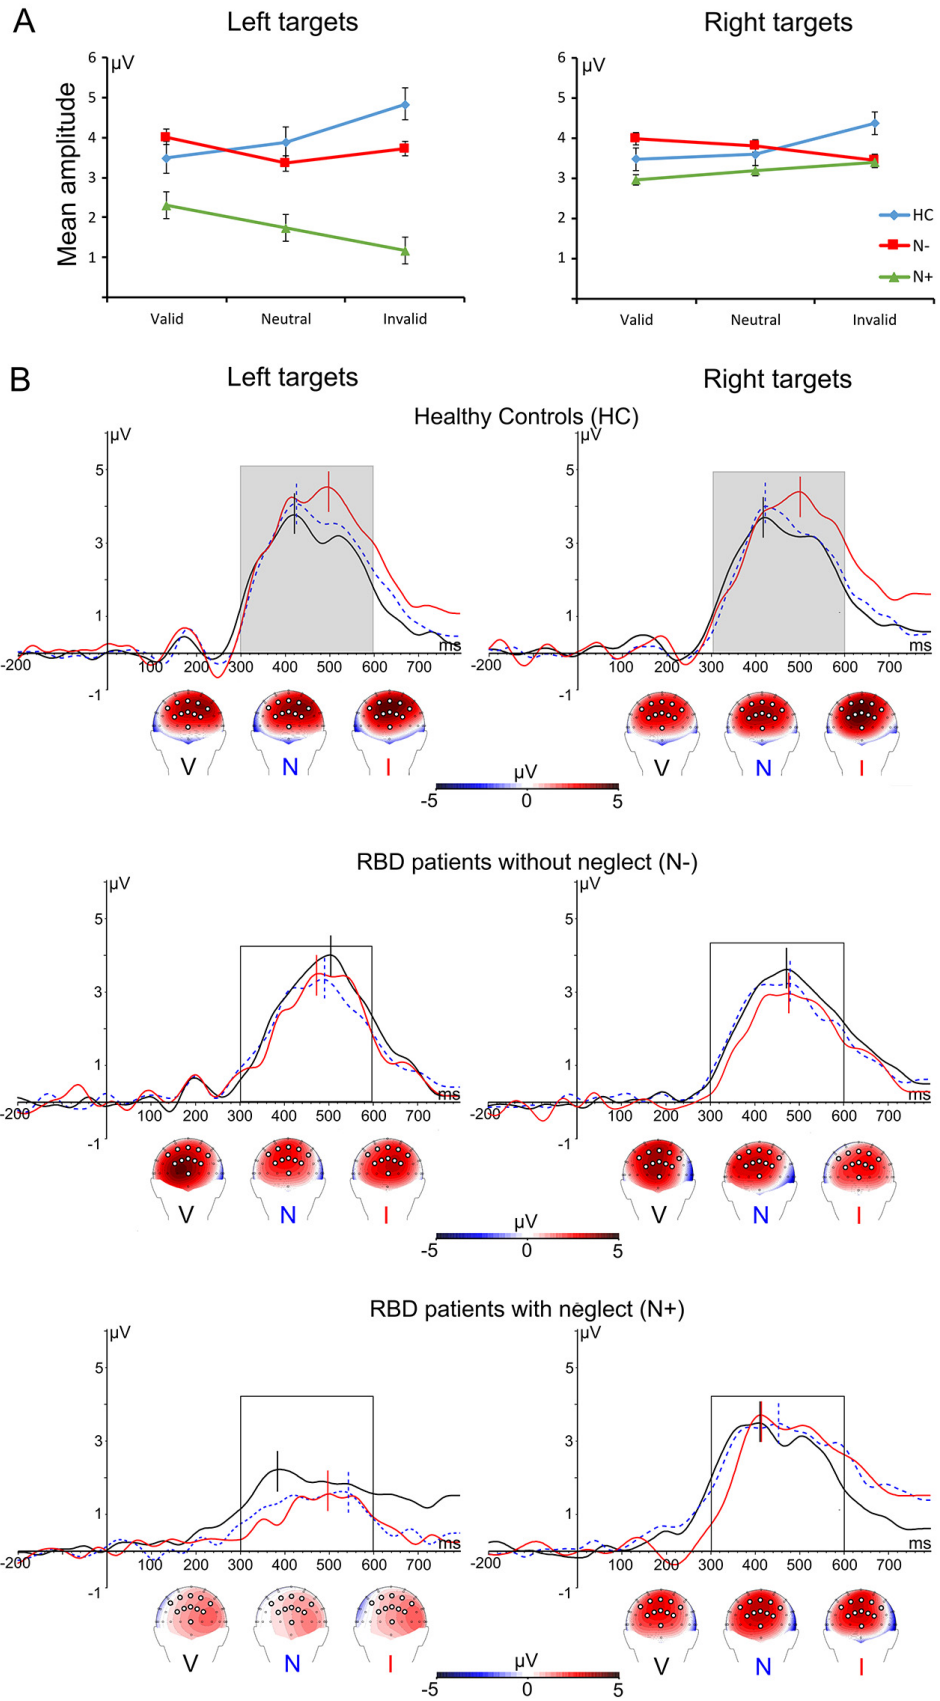 A
Left targets
Right targets
μV
μV
6
6
5
5
4
4
3
3
2
2
1
1
Mean amplitude
HC
N-
N+
Valid Neutral Invalid
Valid Neutral Invalid
B
Left targets
Right targets
Healthy Controls (HC)
μV
μV
5
5
3
3
1
1
ms
ms
-200 100 200 300 400 500 600 700
-200 100 200 300 400 500 600 700
-1
-1
V N I
V N I
μV
-5 0 5
RBD patients without neglect (N-)
μV
μV
5
5
3
3
1
1
ms
ms
-200 100 200 300 400 500 600 700
-200 100 200 300 400 500 600 700
-1
-1
V N I
V N I
μV
-5 0 5
RBD patients with neglect (N+)
μV
μV
5
5
3
3
1
1
ms
ms
-200 100 200 300 400 500 600 700
-200 100 200 300 400 500 600 700
-1
-1
V N I
V N I
μV
-5 0 5